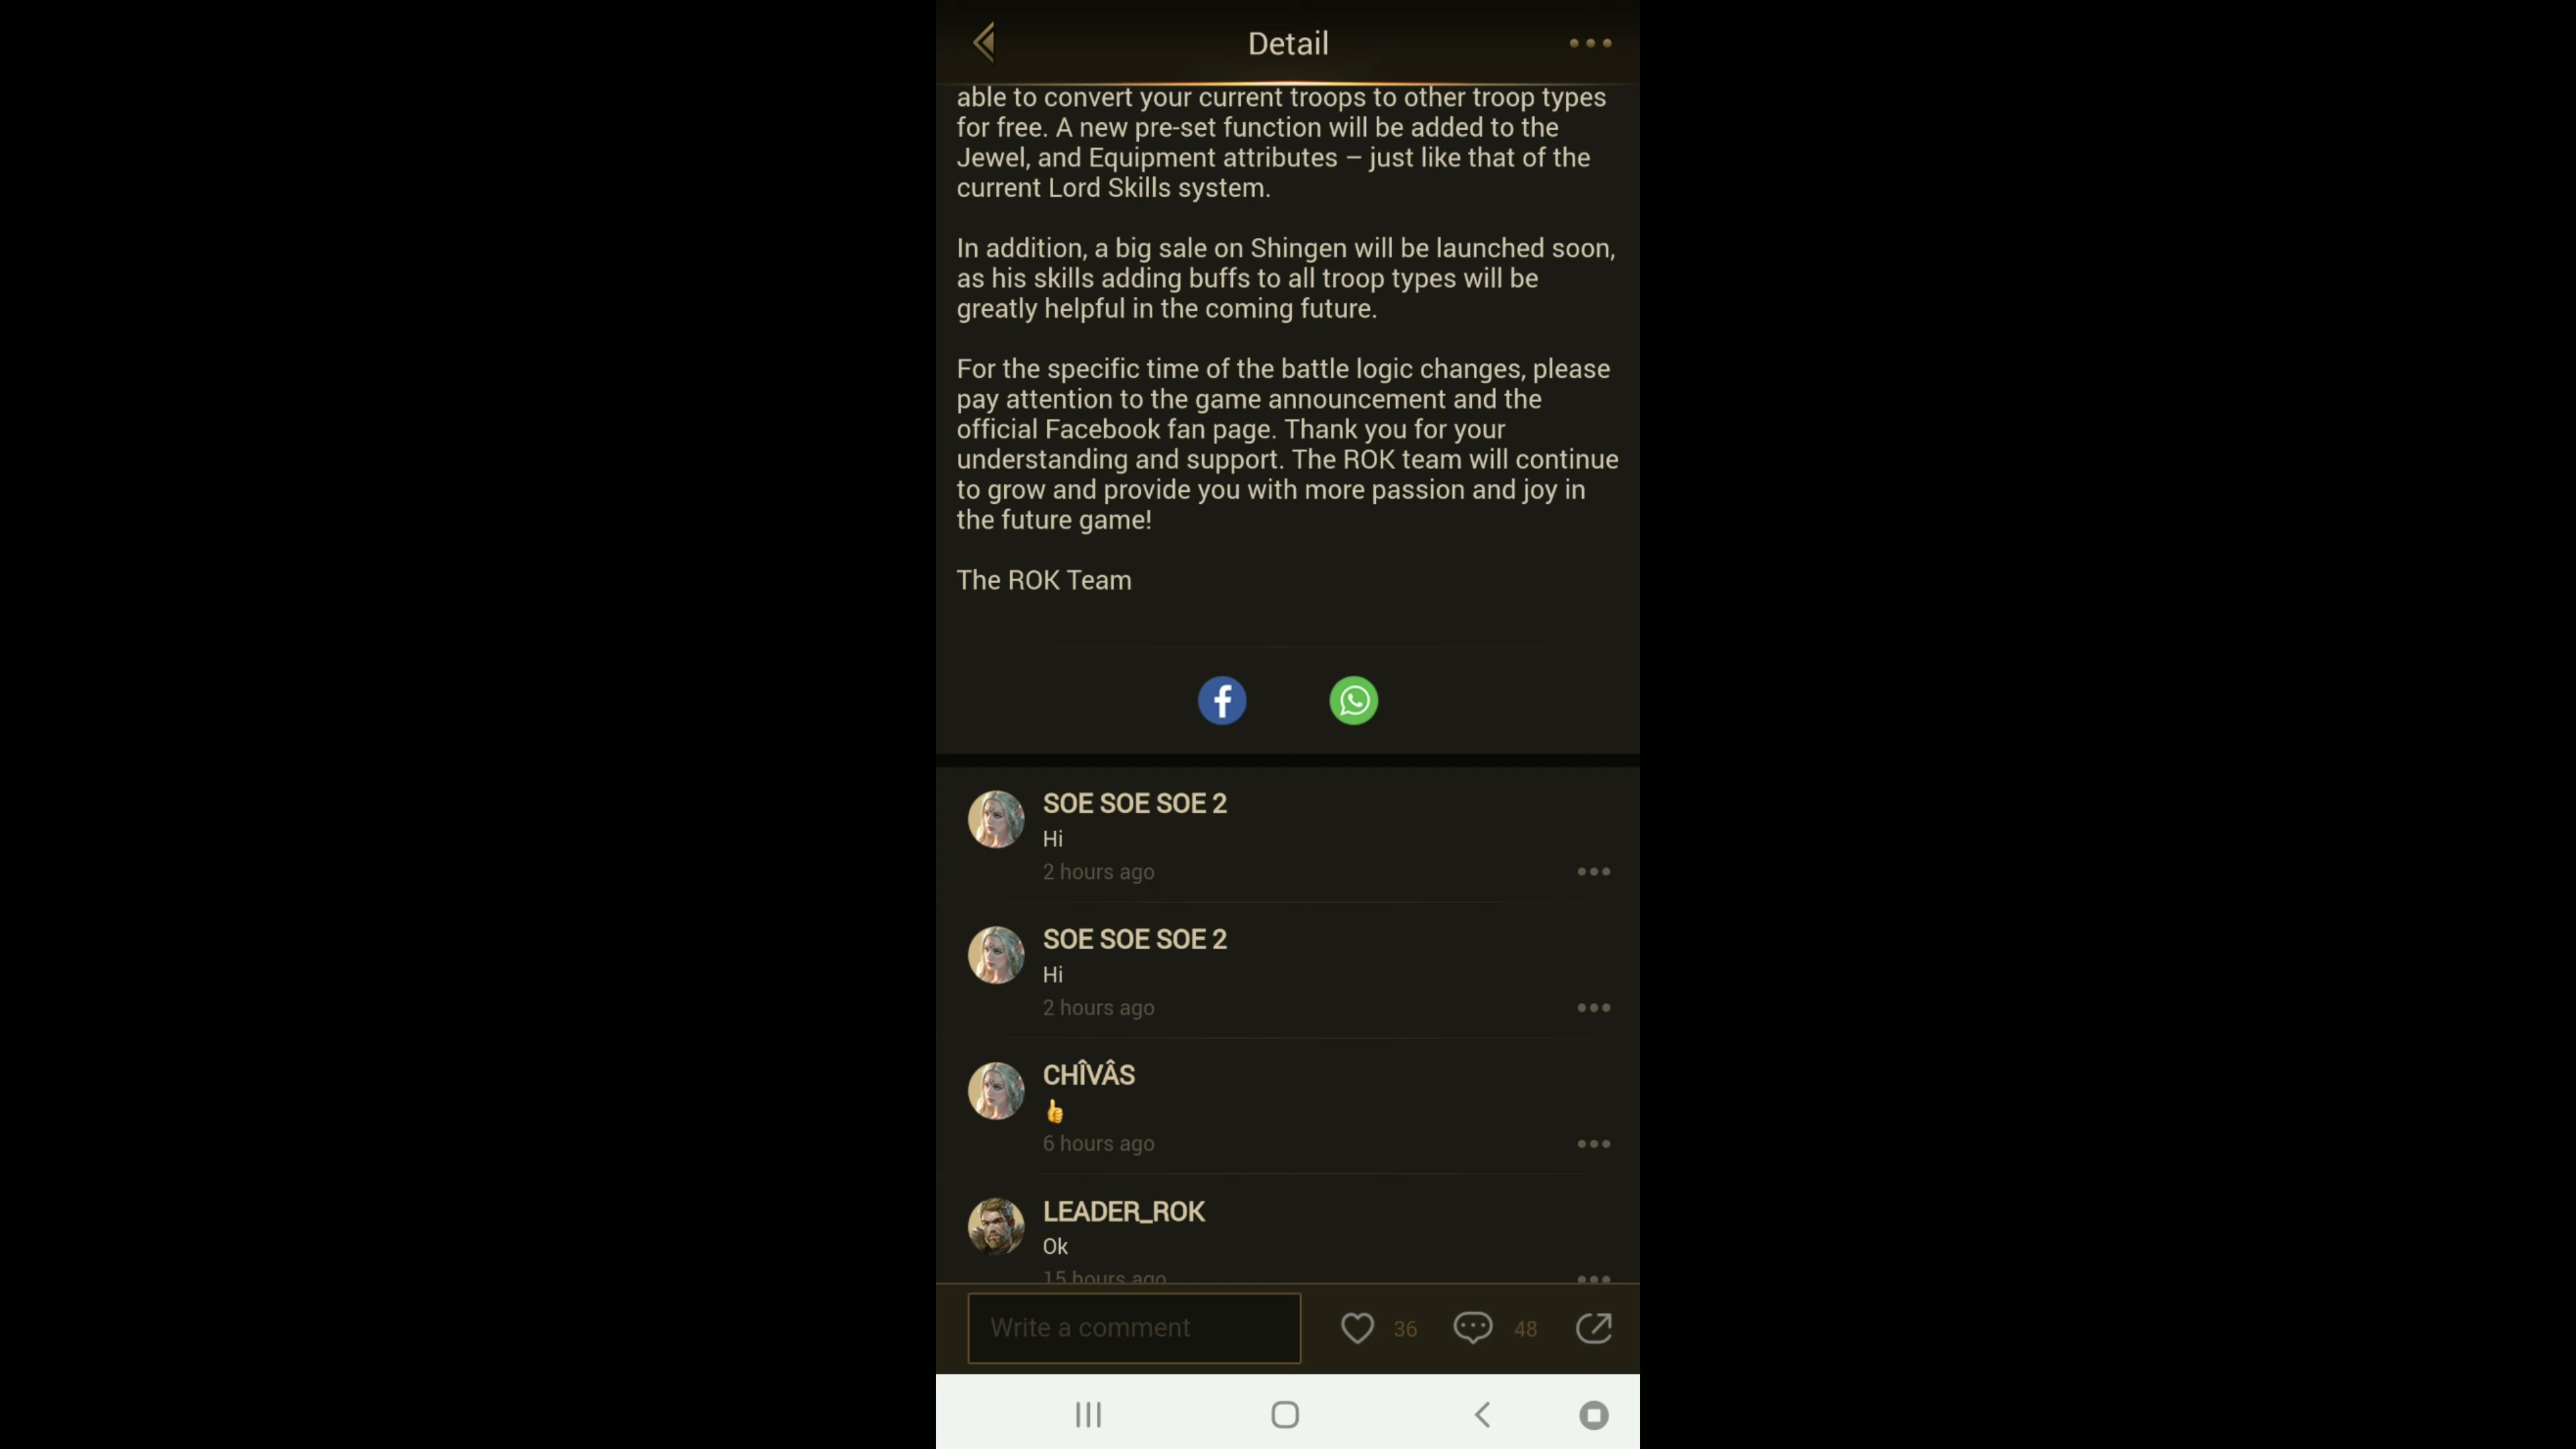 Detail
able to convert your current troops to other troop types
for free. A new pre-set function will be added to the
Jewel, and Equipment attributes – just like that of the
current Lord Skills system.
In addition, a big sale on Shingen will be launched soon,
as his skills adding buffs to all troop types will be
greatly helpful in the coming future.
For the specific time of the battle logic changes, please
pay attention to the game announcement and the
official Facebook fan page. Thank you for your
understanding and support. The ROK team will continue
to grow and provide you with more passion and joy in
the future game!
The ROK Team
SOE SOE SOE 2
Hi
2 hours ago
SOE SOE SOE 2
Hi
2 hours ago
CHÎVÂS
👍
6 hours ago
LEADER_ROK
Ok
15 hours ago
Write a comment
36
48